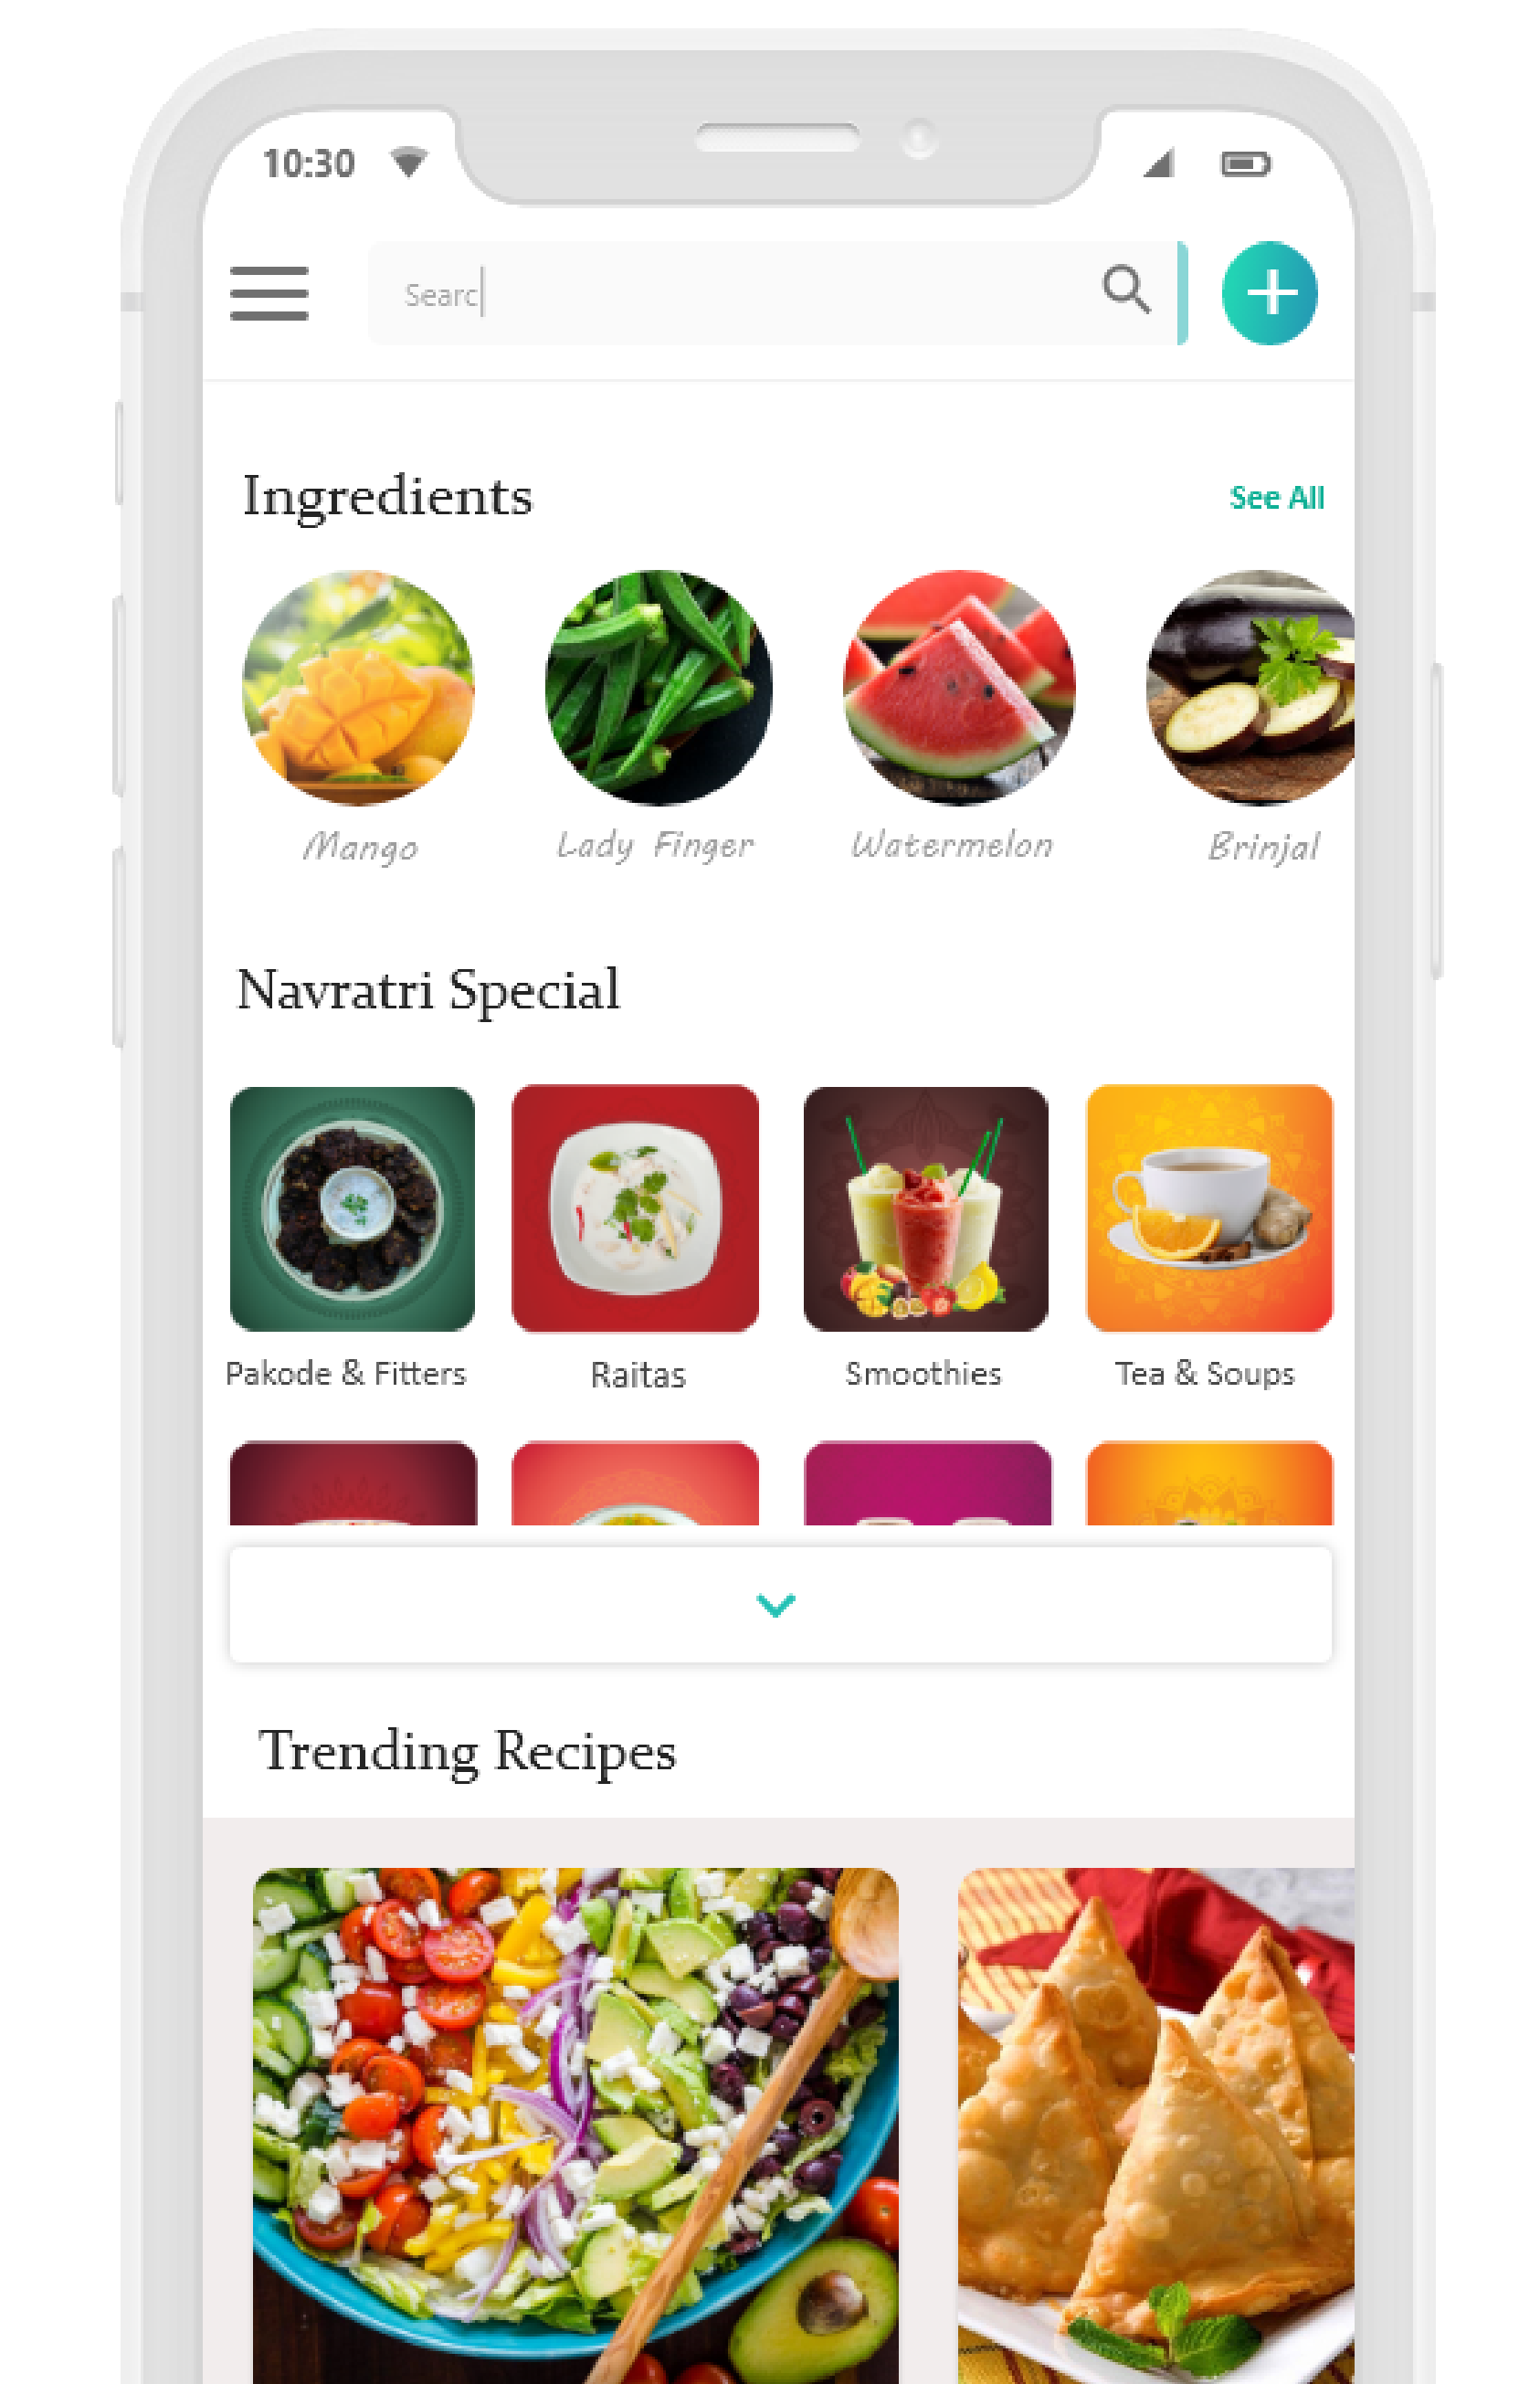 10:30
Searc
Ingredients
See All
Mango
Lady Finger
Watermelon
Brinjal
Navratri Special
Pakode & Fitters
Raitas
Smoothies
Tea & Soups
Trending Recipes